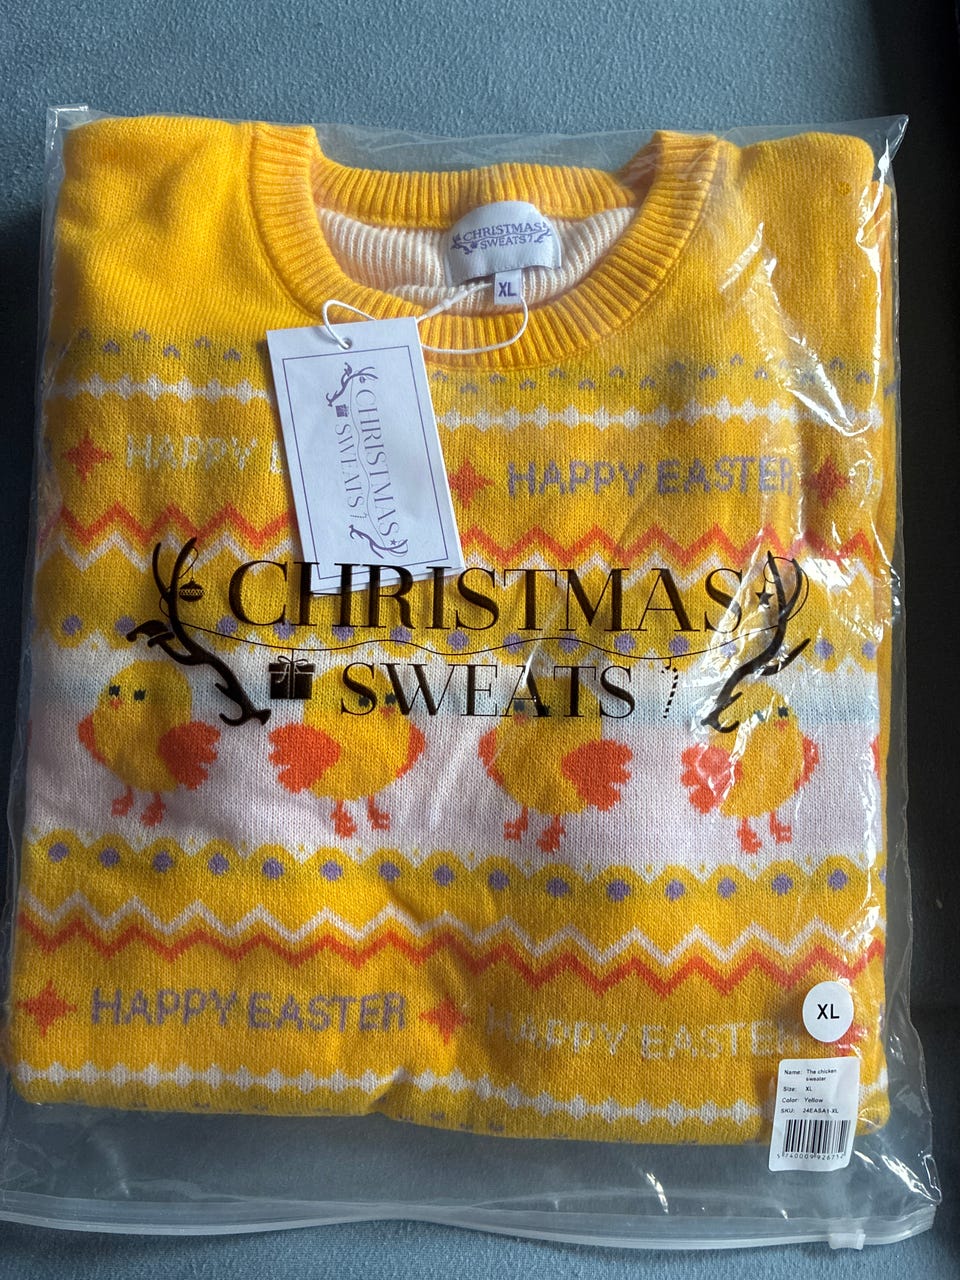 CHRISTMAS
SWEATS
XL
CHRISTMAS
SWEATS
HAPPY
HAPPY EASTER
CHRISTMAS
SWEATS
HAPPY EASTER
HAPPY EASTER
XL
Name: The chicken
sweater
Size: XL
Color: Yellow
SKU: 24EASA1-XL